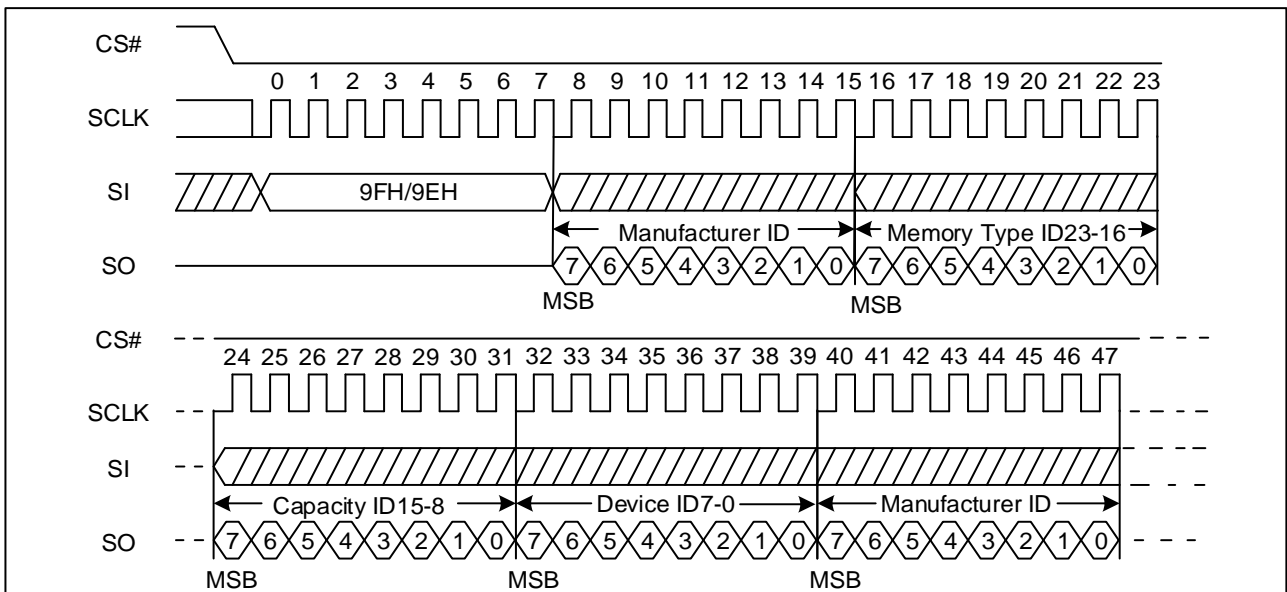 CS#
0 1 2 3 4 5 6 7 8 9 10 11 12 13 14 15 16 17 18 19 20 21 22 23
SCLK
SI 9FH/9EH
Manufacturer ID Memory Type ID23-16
SO 7 6 5 4 3 2 1 0 7 6 5 4 3 2 1 0
MSB MSB
CS#
24 25 26 27 28 29 30 31 32 33 34 35 36 37 38 39 40 41 42 43 44 45 46 47
SCLK
SI
Capacity ID15-8 Device ID7-0 Manufacturer ID
SO 7 6 5 4 3 2 1 0 7 6 5 4 3 2 1 0 7 6 5 4 3 2 1 0
MSB MSB MSB